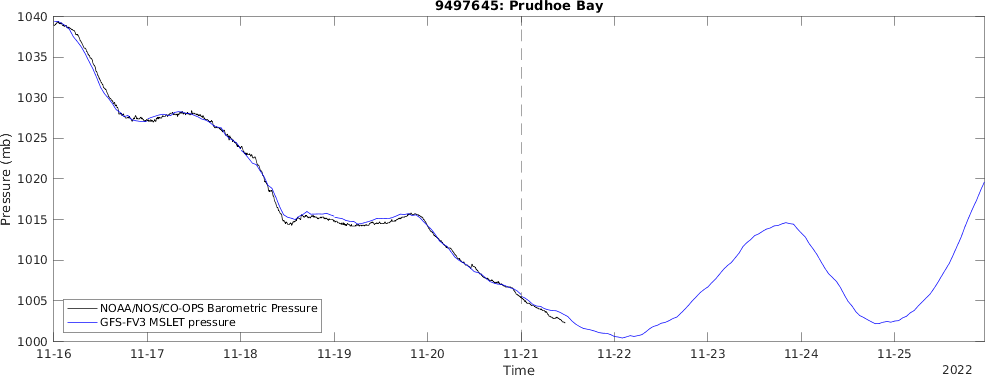 9497645: Prudhoe Bay
1040
1035
1030
1025
1020
1015
1010
1005
1000
Pressure (mb)
NOAA/NOS/CO-OPS Barometric Pressure
GFS-FV3 MSLET pressure
11-16 11-17 11-18 11-19 11-20 11-21 11-22 11-23 11-24 11-25
Time
2022